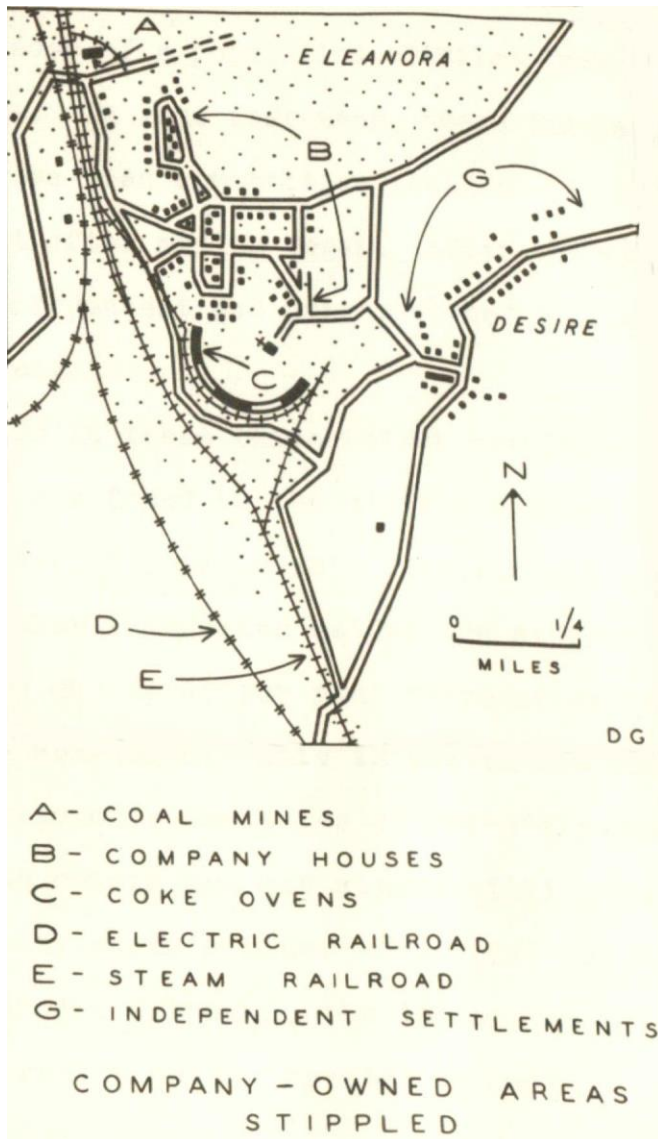 A
ELEANORA
B
G
DESIRE
C
N
0 1/4
MILES
D
E
DG
A - COAL MINES
B - COMPANY HOUSES
C - COKE OVENS
D - ELECTRIC RAILROAD
E - STEAM RAILROAD
G - INDEPENDENT SETTLEMENTS
COMPANY - OWNED AREAS
STIPPLED